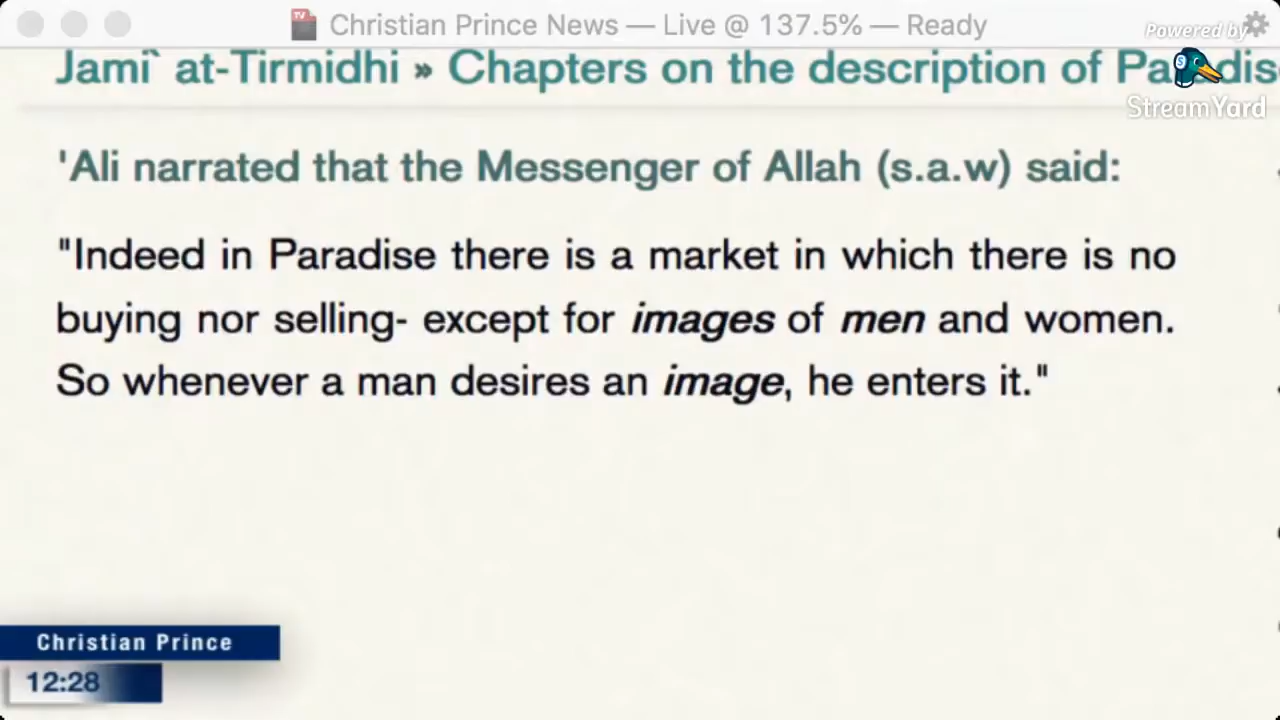 Christian Prince News — Live @ 137.5% — Ready
Powered by
Jami` at-Tirmidhi » Chapters on the description of
StreamYard
'Ali narrated that the Messenger of Allah (s.a.w) said:
"Indeed in Paradise there is a market in which there is no
buying nor selling- except for images of men and women.
So whenever a man desires an image, he enters it."
Christian Prince
12:28